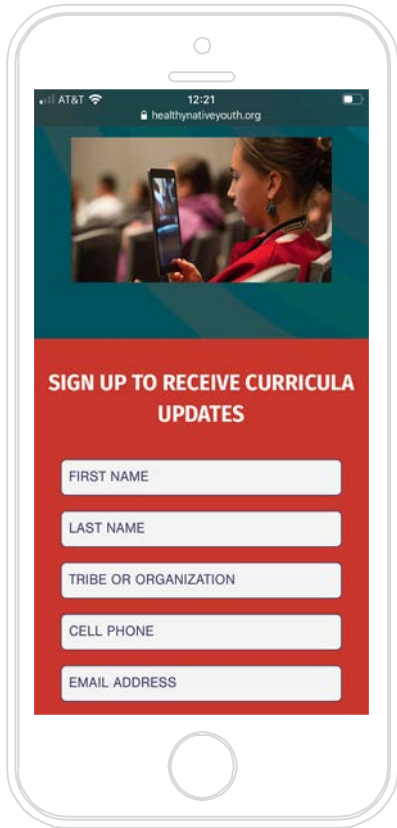 AT&T 12:21
healthynativeyouth.org
SIGN UP TO RECEIVE CURRICULA
UPDATES
FIRST NAME
LAST NAME
TRIBE OR ORGANIZATION
CELL PHONE
EMAIL ADDRESS